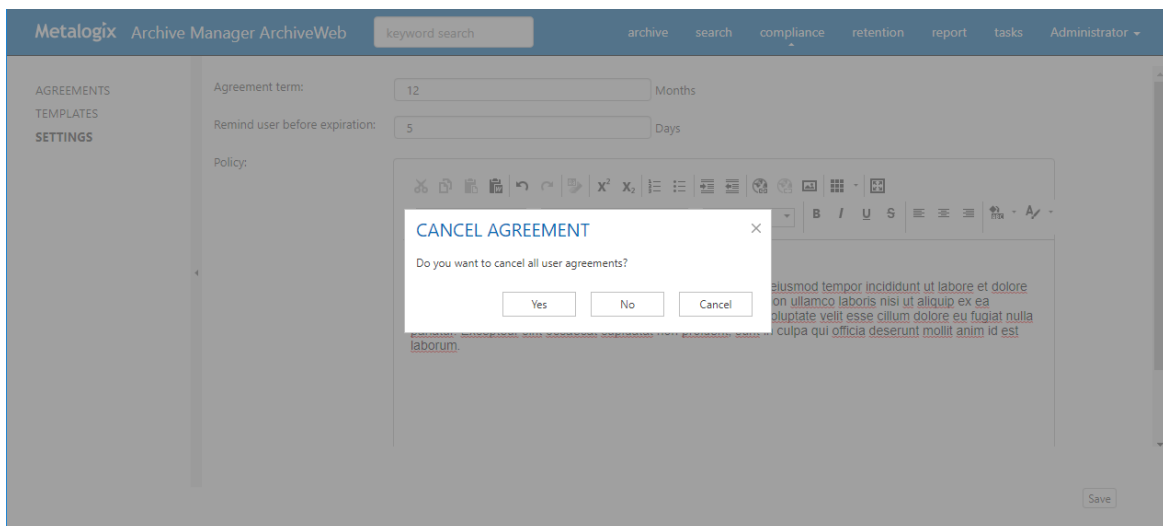 Metalogix Archive Manager ArchiveWeb keyword search archive search compliance retention report tasks Administrator
AGREEMENTS
TEMPLATES
SETTINGS
Agreement term: 12 Months
Remind user before expiration: 5 Days
Policy:
X² X₂
B I U S
CANCEL AGREEMENT
Do you want to cancel all user agreements?
Yes No Cancel
eiusmod tempor incididunt ut labore et dolore
ullamco laboris nisi ut aliquip ex ea
voluptate velit esse cillum dolore eu fugiat nulla
culpa qui officia deserunt mollit anim id est
laborum.
Save